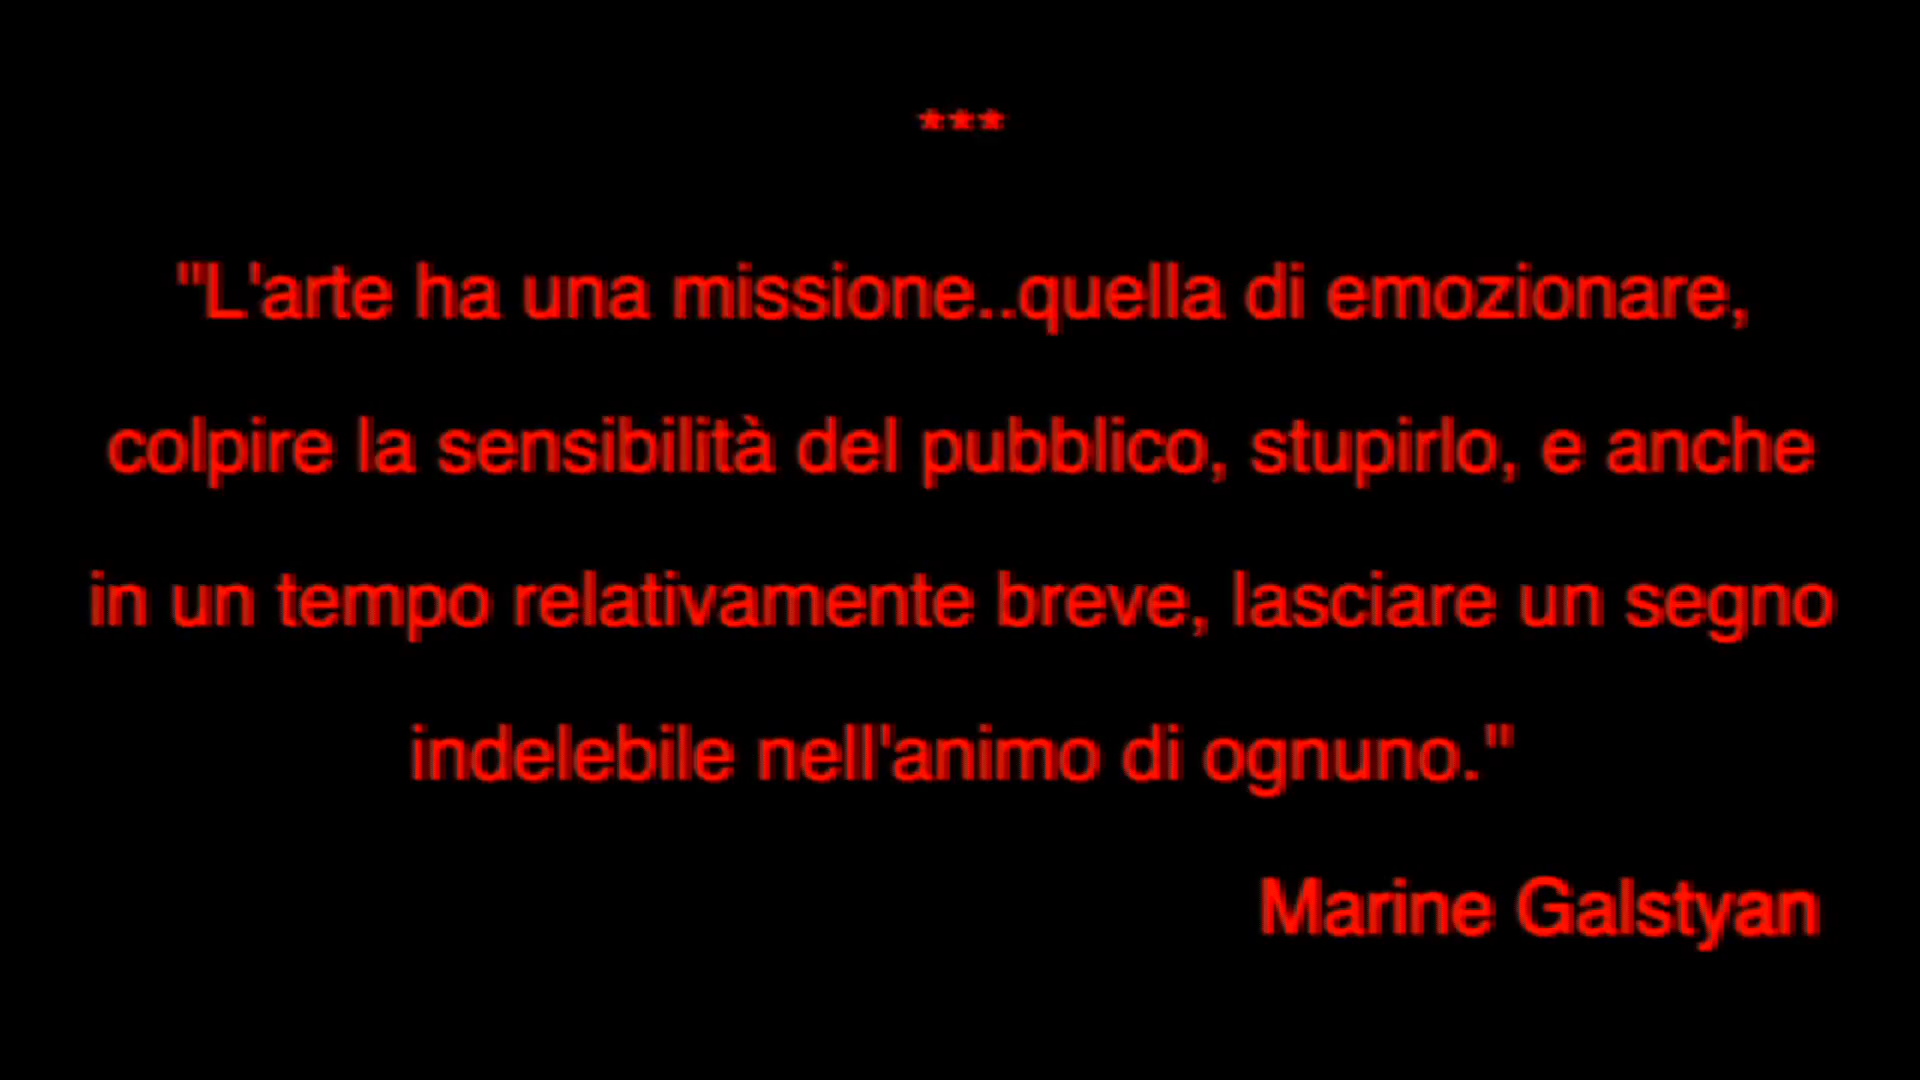 ***
"L'arte ha una missione..quella di emozionare,
colpire la sensibilità del pubblico, stupirlo, e anche
in un tempo relativamente breve, lasciare un segno
indelebile nell'animo di ognuno."
Marine Galstyan